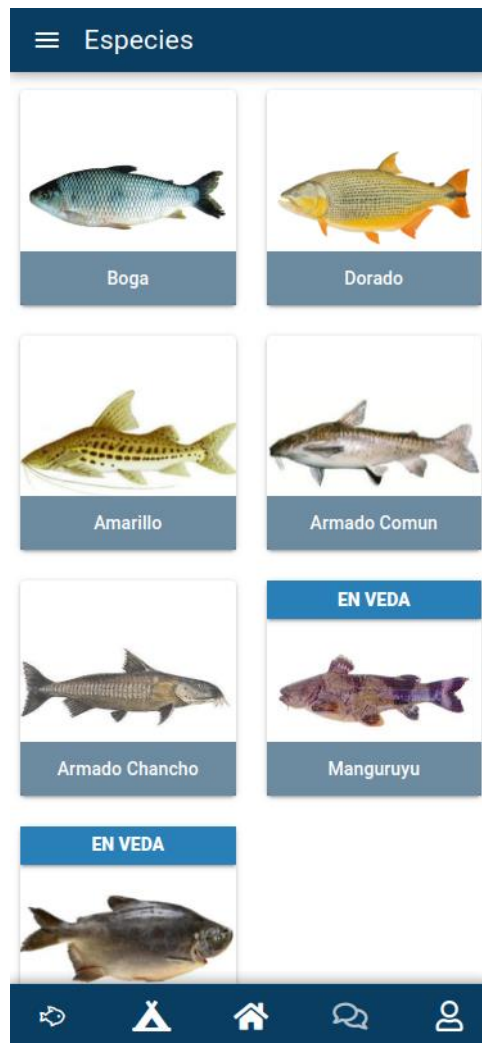 Especies
Boga
Dorado
Amarillo
Armado Comun
EN VEDA
Armado Chancho
Manguruyu
EN VEDA